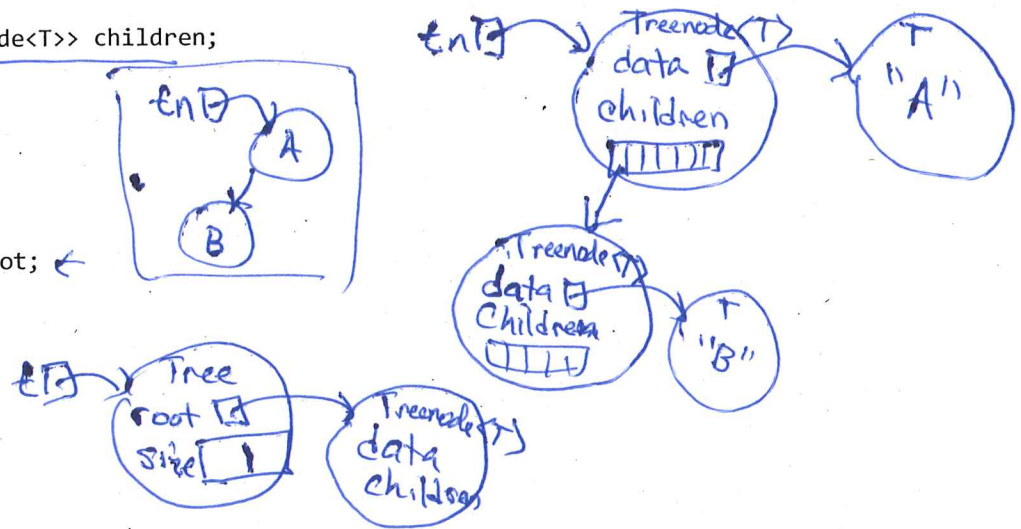 de<T>> children;
tn
A
B
tn
Treenode<T>
data
children
T
"A"
ot;
Treenode<T>
data
Children
T
"B"
t
Tree
root
size 1
Treenode<T>
data
children